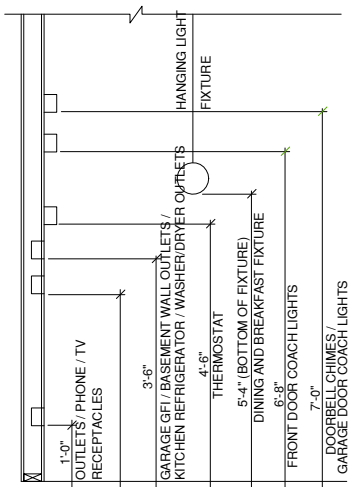 HANGING LIGHT
FIXTURE
1'-0"
OUTLETS / PHONE / TV
RECEPTACLES
3'-6"
GARAGE GFI / BASEMENT WALL OUTLETS /
KITCHEN REFRIGERATOR / WASHER/DRYER OUTLETS
4'-6"
THERMOSTAT
5'-4" (BOTTOM OF FIXTURE)
DINING AND BREAKFAST FIXTURE
6'-8"
FRONT DOOR COACH LIGHTS
7'-0"
DOORBELL CHIMES /
GARAGE DOOR COACH LIGHTS